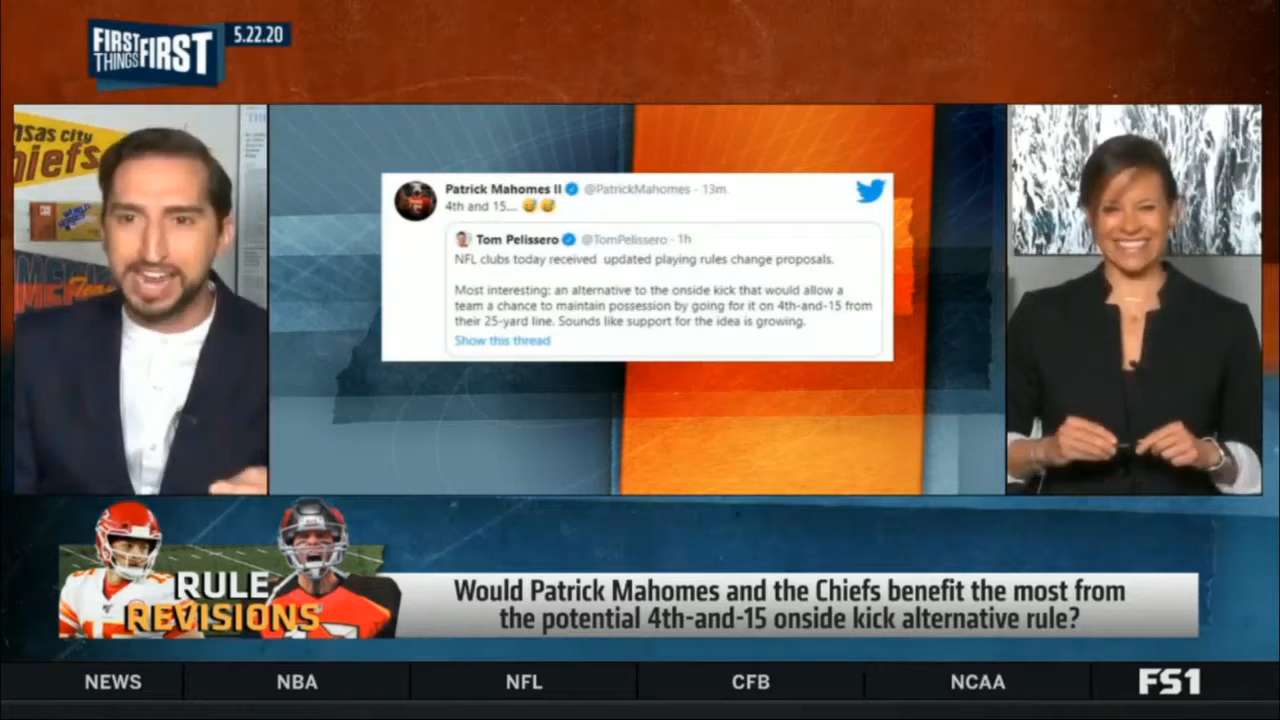 FIRST
THINGS FIRST
5.22.20
nsas city
hiefs
Patrick Mahomes II @PatrickMahomes · 13m
4th and 15.... 😅😅
Tom Pelissero @TomPelissero · 1h
NFL clubs today received updated playing rules change proposals.
Most interesting: an alternative to the onside kick that would allow a
team a chance to maintain possession by going for it on 4th-and-15 from
their 25-yard line. Sounds like support for the idea is growing.
Show this thread
RULE
REVISIONS
Would Patrick Mahomes and the Chiefs benefit the most from
the potential 4th-and-15 onside kick alternative rule?
NEWS
NBA
NFL
CFB
NCAA
FS1